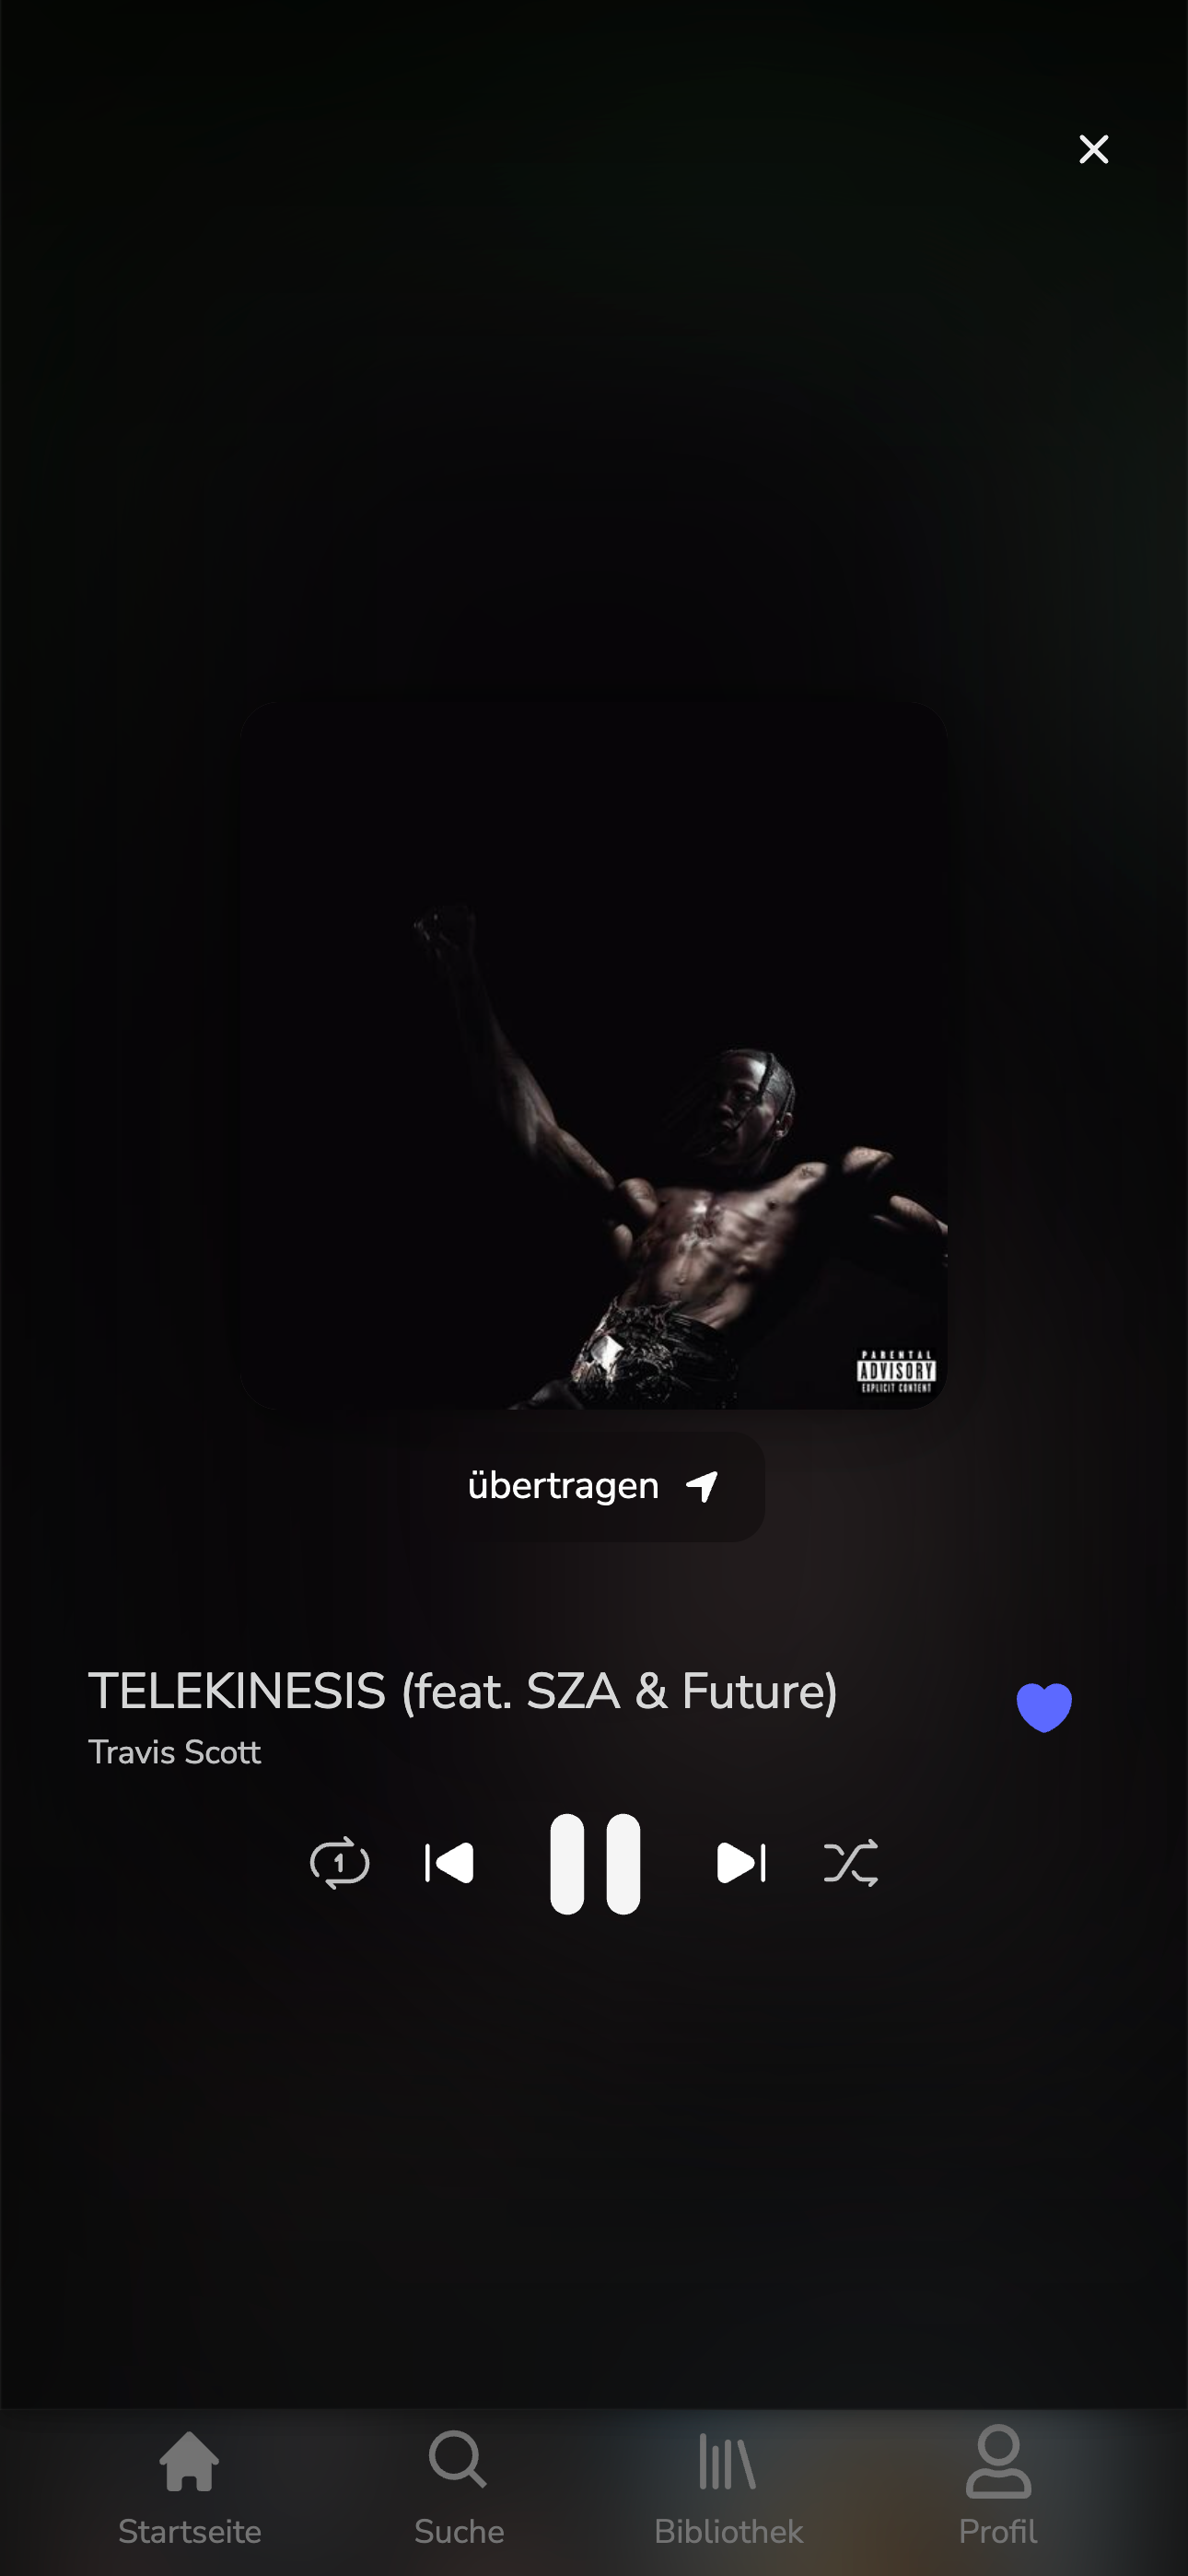 PARENTAL
ADVISORY
EXPLICIT CONTENT
übertragen
TELEKINESIS (feat. SZA & Future)
Travis Scott
1
Startseite
Suche
Bibliothek
Profil